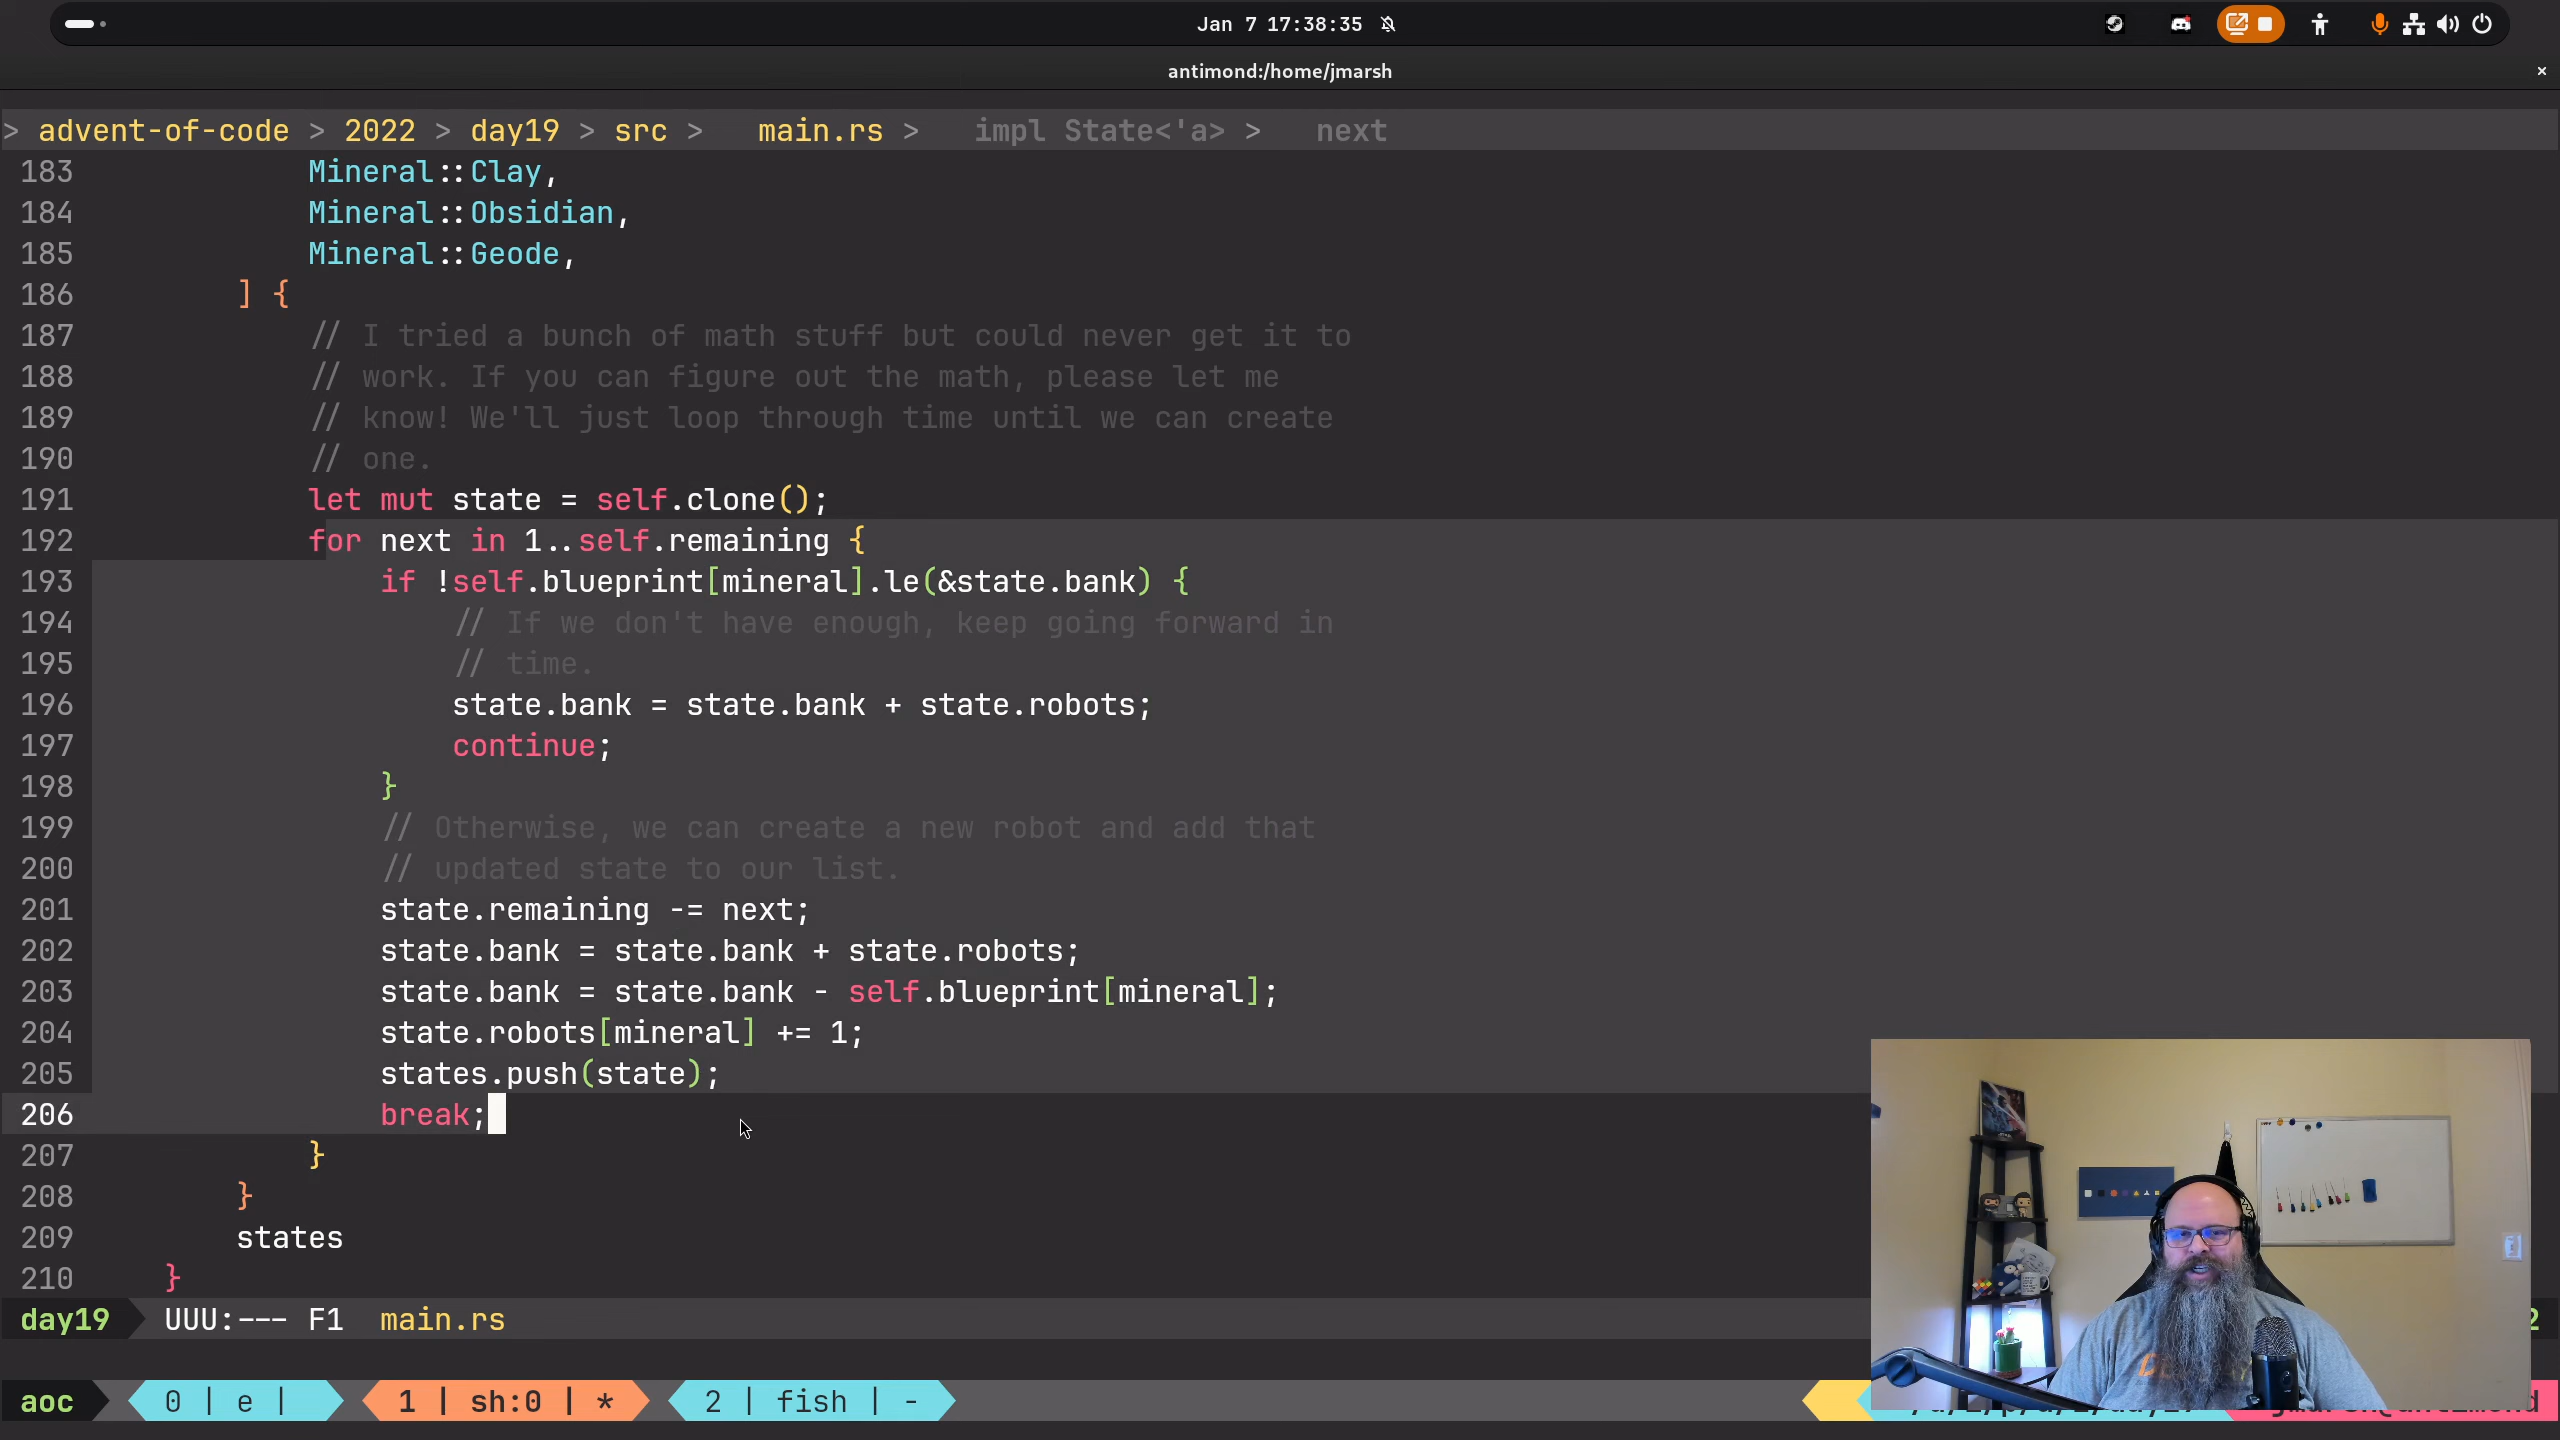 Jan 7 17:38:35
antimond:/home/jmarsh
> advent-of-code > 2022 > day19 > src > main.rs > impl State<'a> > next
183 Mineral::Clay,
184 Mineral::Obsidian,
185 Mineral::Geode,
186 ] {
187 // I tried a bunch of math stuff but could never get it to
188 // work. If you can figure out the math, please let me
189 // know! We'll just loop through time until we can create
190 // one.
191 let mut state = self.clone();
192 for next in 1..self.remaining {
193 if !self.blueprint[mineral].le(&state.bank) {
194 // If we don't have enough, keep going forward in
195 // time.
196 state.bank = state.bank + state.robots;
197 continue;
198 }
199 // Otherwise, we can create a new robot and add that
200 // updated state to our list.
201 state.remaining -= next;
202 state.bank = state.bank + state.robots;
203 state.bank = state.bank - self.blueprint[mineral];
204 state.robots[mineral] += 1;
205 states.push(state);
206 break;
207 }
208 }
209 states
210 }
day19 UUU:--- F1 main.rs
aoc 0 | e | 1 | sh:0 | * 2 | fish | -